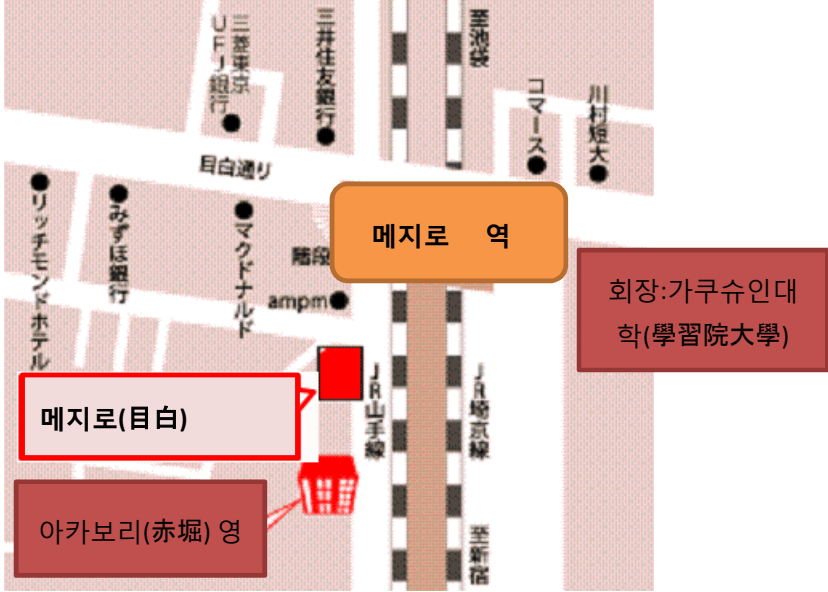 三菱東京
UFJ銀行
三井住友銀行
至池袋
コマース
川村短大
目白通り
リッチモンドホテル
みずほ銀行
マクドナルド
階段
메지로 역
ampm
회장:가쿠슈인대
학(學習院大學)
메지로(目白)
JR山手線
JR埼京線
아카보리(赤堀) 영
至新宿